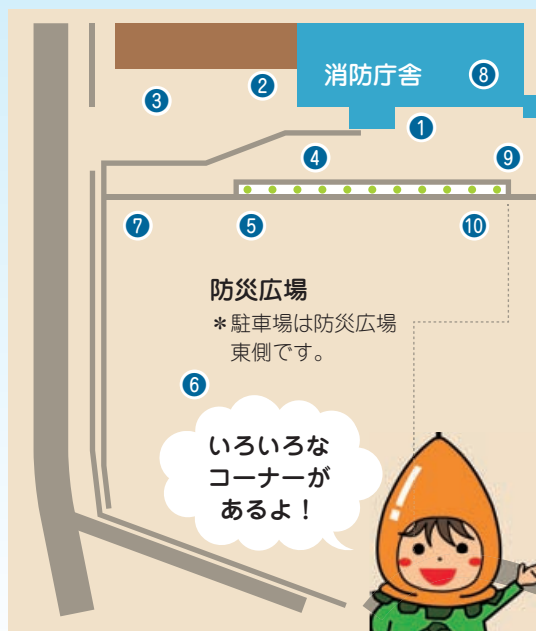 消防庁舎
⑧
②
③
①
④
⑨
⑦
⑤
⑩
防災広場
＊駐車場は防災広場
東側です。
⑥
いろいろな
コーナーが
あるよ！